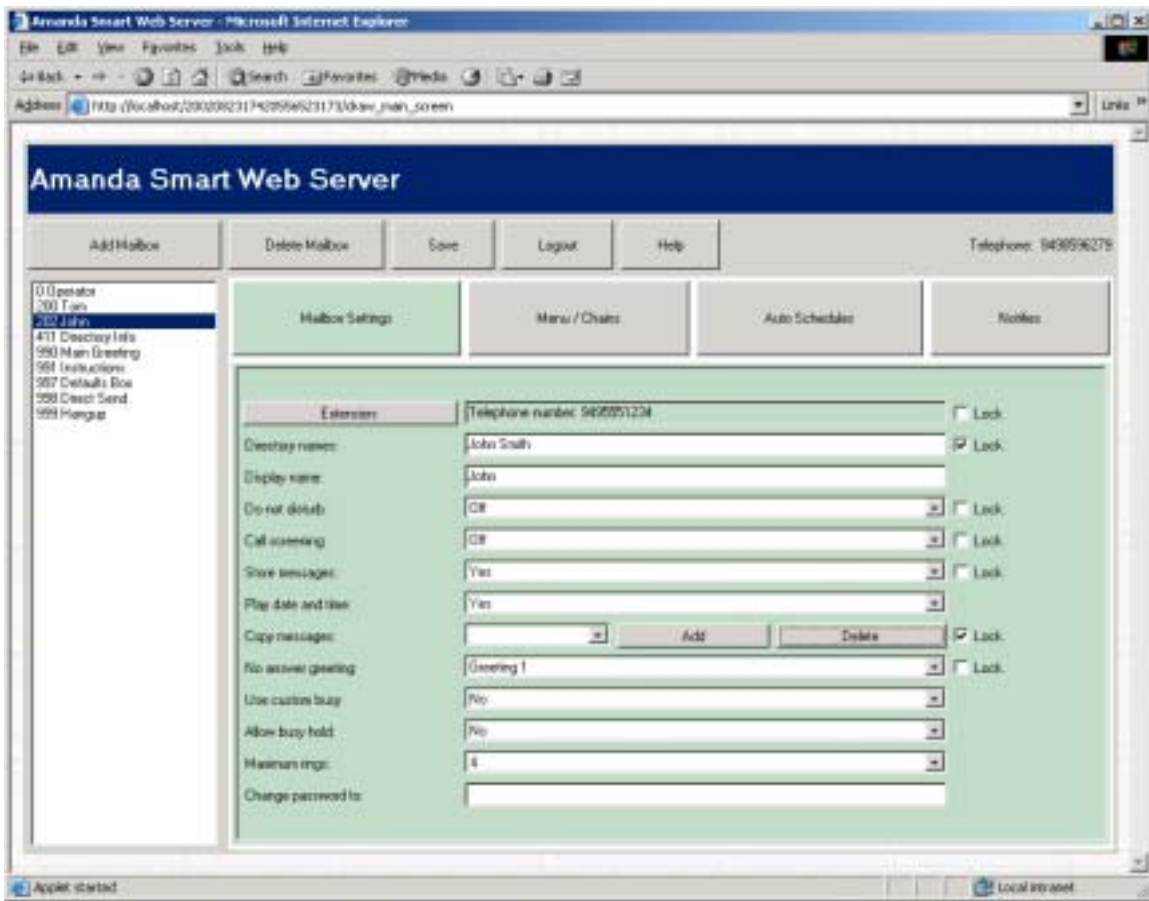 Amanda Smart Web Server - Microsoft Internet Explorer
File Edit View Favorites Tools Help
Back Search Favorites Media
Address Links
Amanda Smart Web Server
Add Mailbox Delete Mailbox Save Logout Help Telephone: 9498596279
0 Operator
200 Tom
202 John
411 Directory Info
990 Main Greeting
991 Instructions
997 Defaults Box
998 Direct Send
999 Hangup
Mailbox Settings Menu / Chains Auto Schedules Notifies
Extension Telephone number: 9495551234 Lock
Directory names: John Smith Lock
Display name: John
Do not disturb: Off Lock
Call screening: Off Lock
Store messages: Yes Lock
Play date and time: Yes
Copy messages: Add Delete Lock
No answer greeting: Greeting 1 Lock
Use custom busy: No
Allow busy hold: No
Maximum rings: 4
Change password to:
Applet started Local intranet